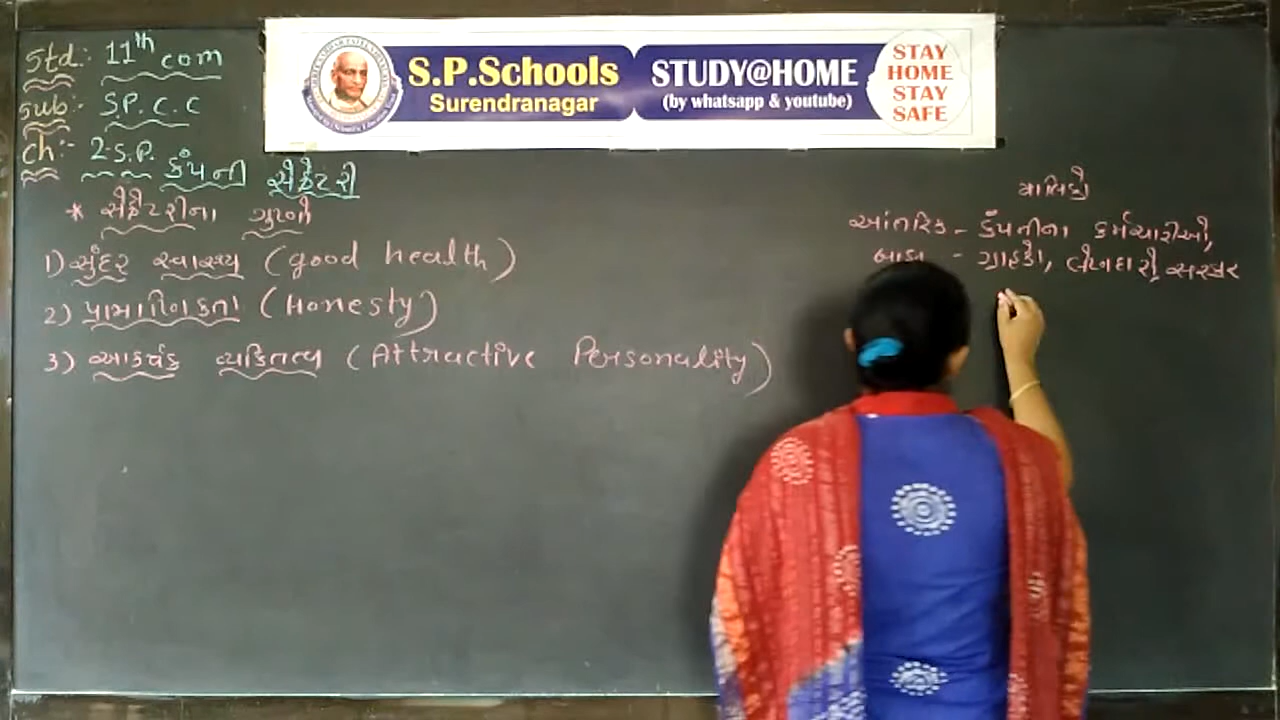 Std:- 11th com
sub:- S.P.C.C
ch:- 2 S.P. કંપની સેક્રેટરી
* સેક્રેટરીના ગુણો
1) સુંદર સ્વાસ્થ્ય (good health)
2) પ્રામાણીકતા (Honesty)
3) આકર્ષક વ્યકિતત્વ (Attractive Personality)
S.P.Schools
Surendranagar
STUDY@HOME
(by whatsapp & youtube)
STAY
HOME
STAY
SAFE
માલિકો
આંતરિક - કંપનીના કર્મચારીઓ,
બાહ્ય - ગ્રાહકો, લેણદારો, સરકાર